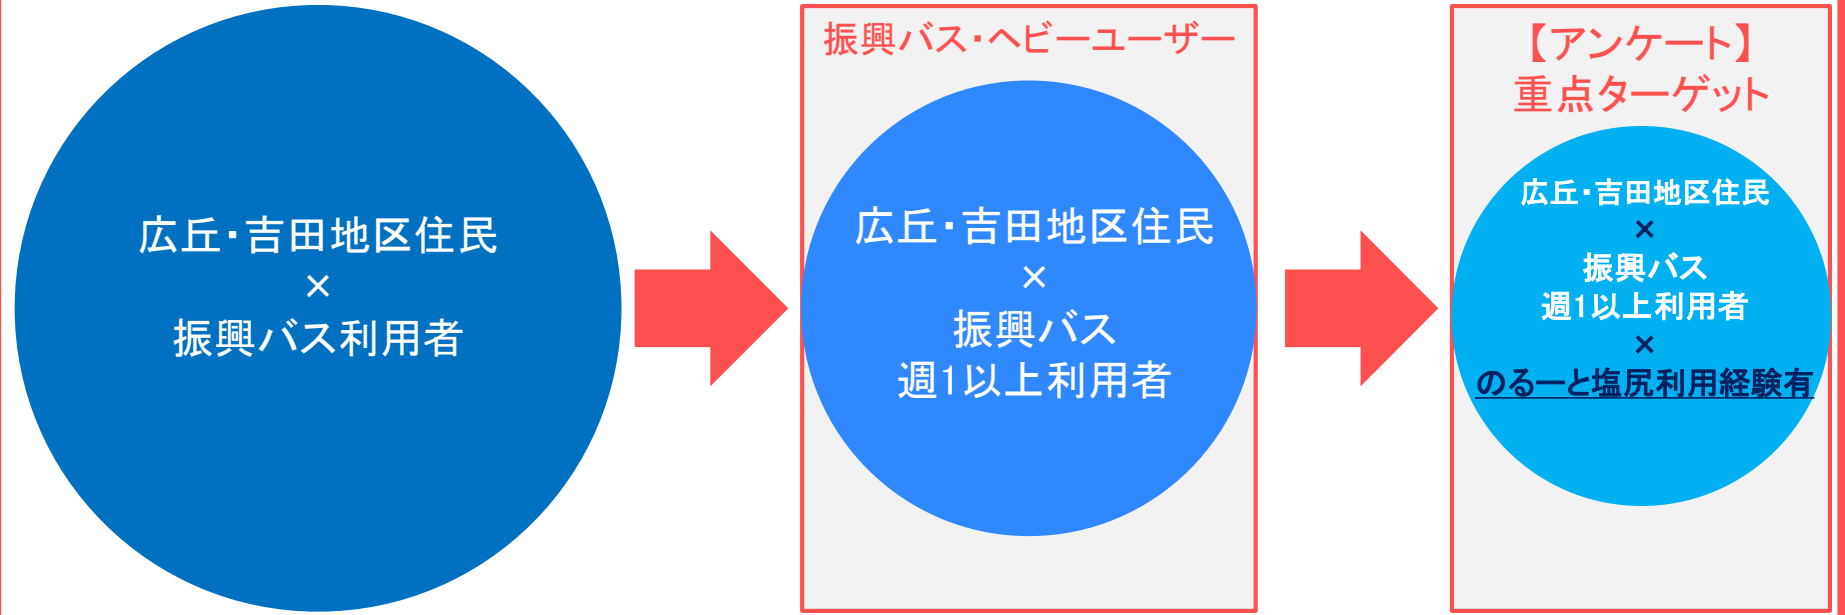 広丘・吉田地区住民
×
振興バス利用者
振興バス・ヘビーユーザー
広丘・吉田地区住民
×
振興バス
週1以上利用者
【アンケート】
重点ターゲット
広丘・吉田地区住民
×
振興バス
週1以上利用者
×
のるーと塩尻利用経験有